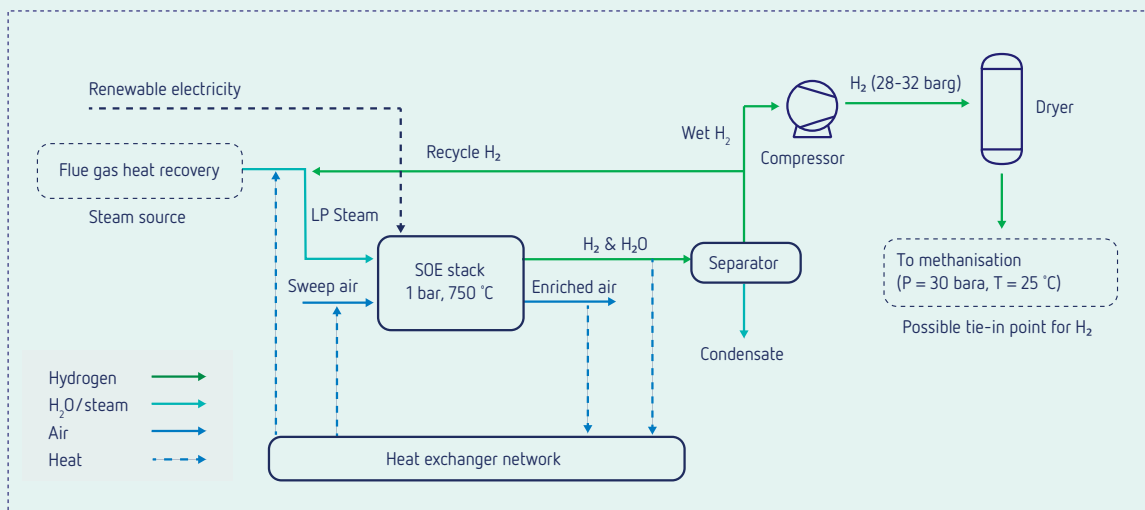 Renewable electricity
Flue gas heat recovery
Steam source
Recycle H₂
LP Steam
Sweep air
SOE stack
1 bar, 750 °C
H₂ & H₂O
Enriched air
Separator
Condensate
Wet H₂
Compressor
H₂ (28-32 barg)
Dryer
To methanisation
(P = 30 bara, T = 25 °C)
Possible tie-in point for H₂
Hydrogen
H₂O/steam
Air
Heat
Heat exchanger network